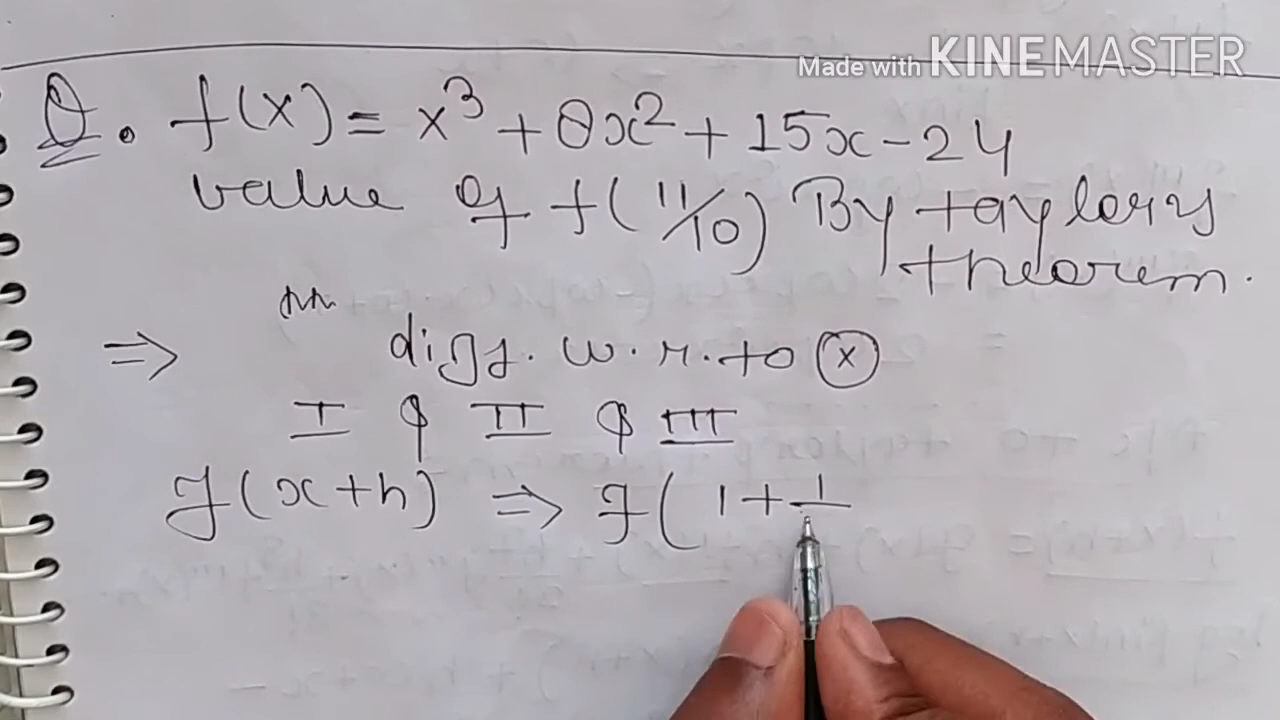 Made with KINEMASTER
Q. f(x) = x³ + 8x² + 15x - 24
value of f(11/10) By taylors
theorem.
⇒ diff. w.r.to ⓧ
I & II & III
f(x+h) ⇒ f(1+1